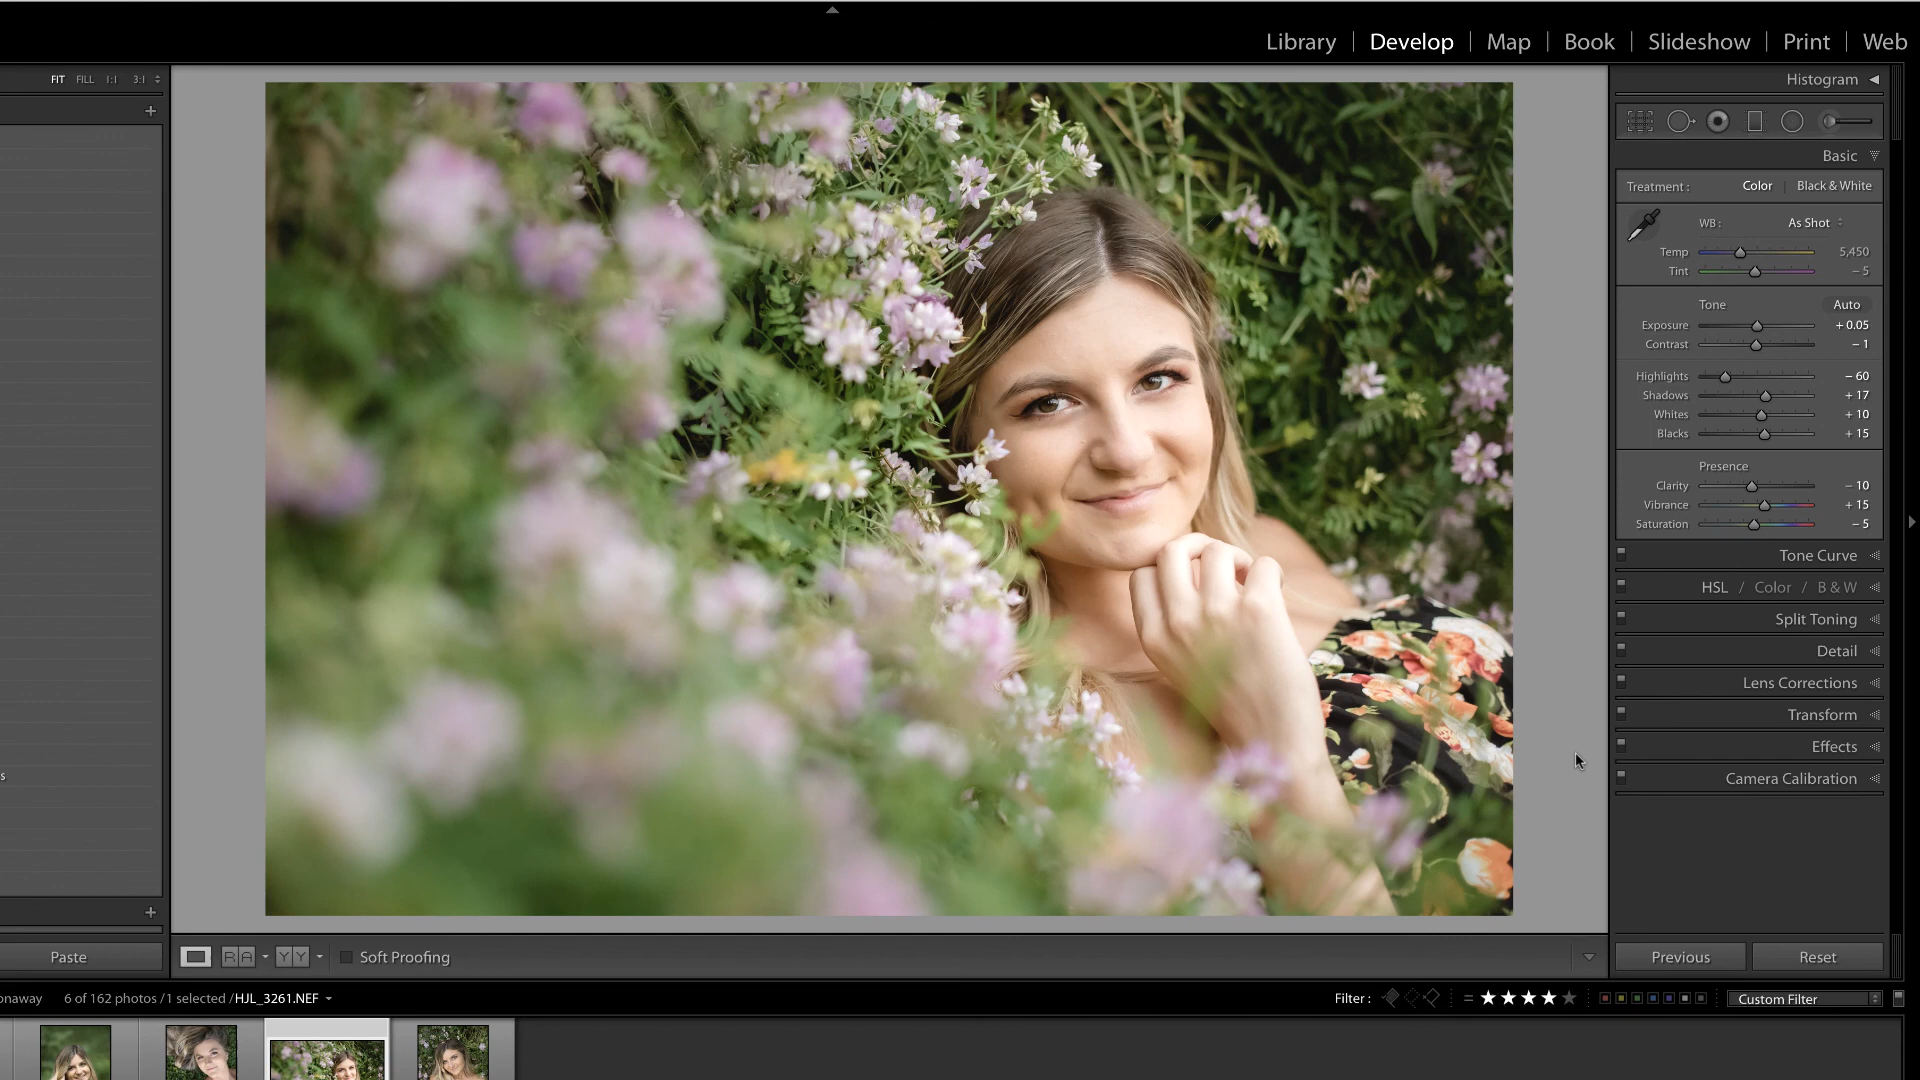 Library | Develop | Map | Book | Slideshow | Print | Web
FIT FILL 1:1 3:1
Histogram
Basic
Treatment : Color | Black & White
WB : As Shot
Temp 5,450
Tint – 5
Tone Auto
Exposure + 0.05
Contrast – 1
Highlights – 60
Shadows + 17
Whites + 10
Blacks + 15
Presence
Clarity – 10
Vibrance + 15
Saturation – 5
Tone Curve
HSL / Color / B & W
Split Toning
Detail
Lens Corrections
Transform
Effects
Camera Calibration
s
Paste
R A Y Y Soft Proofing
Previous Reset
onaway 6 of 162 photos / 1 selected / HJL_3261.NEF
Filter : Custom Filter